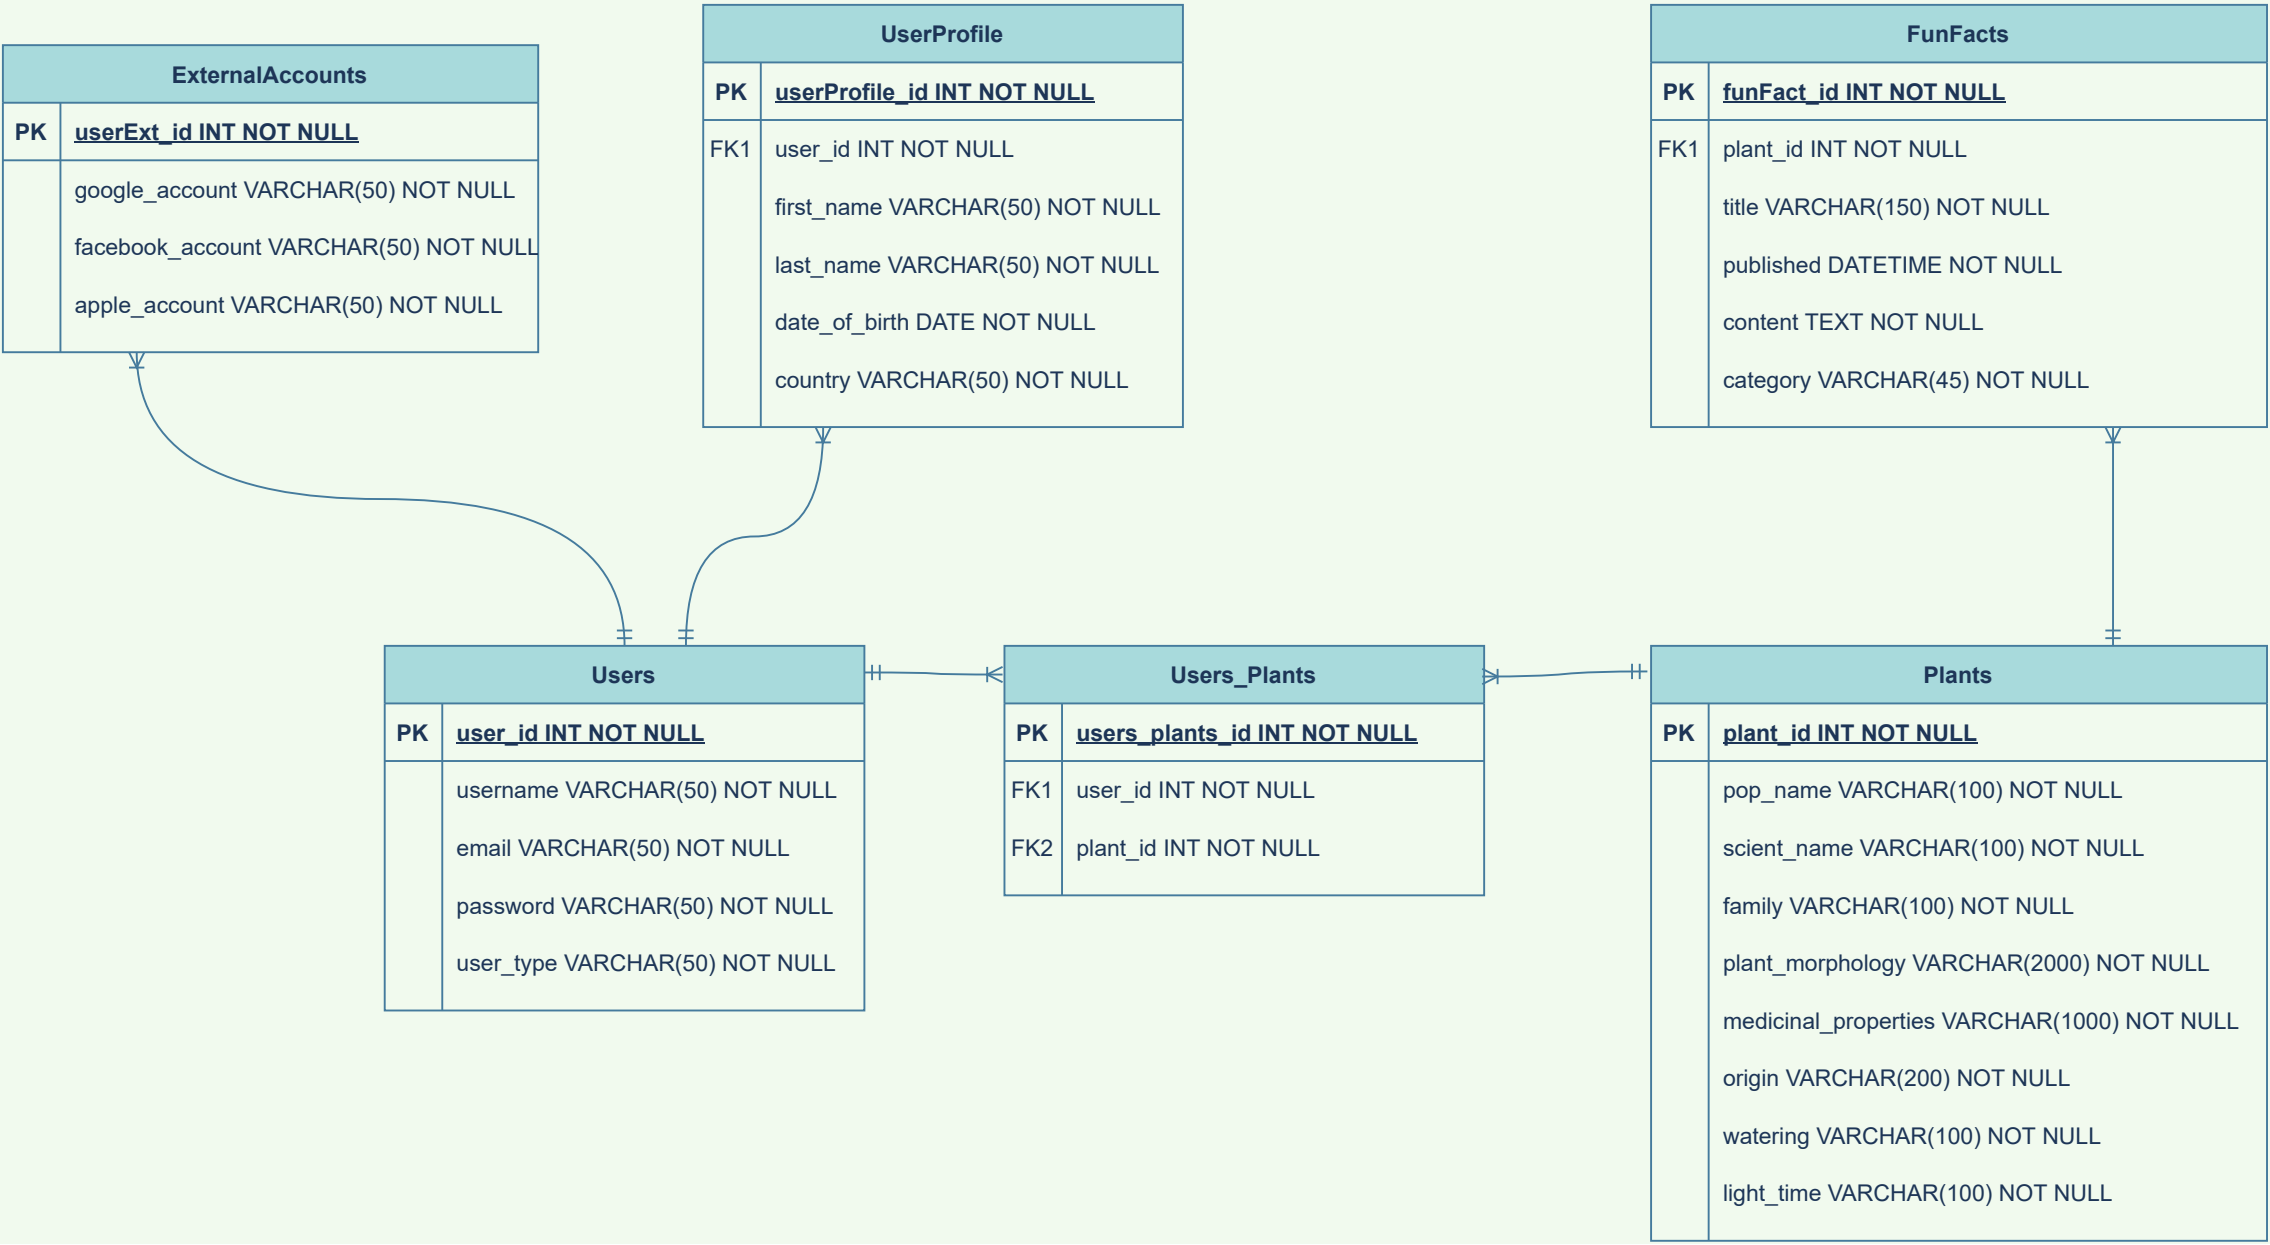 ExternalAccounts
PK userExt_id INT NOT NULL
google_account VARCHAR(50) NOT NULL
facebook_account VARCHAR(50) NOT NULL
apple_account VARCHAR(50) NOT NULL
UserProfile
PK userProfile_id INT NOT NULL
FK1 user_id INT NOT NULL
first_name VARCHAR(50) NOT NULL
last_name VARCHAR(50) NOT NULL
date_of_birth DATE NOT NULL
country VARCHAR(50) NOT NULL
FunFacts
PK funFact_id INT NOT NULL
FK1 plant_id INT NOT NULL
title VARCHAR(150) NOT NULL
published DATETIME NOT NULL
content TEXT NOT NULL
category VARCHAR(45) NOT NULL
Users
PK user_id INT NOT NULL
username VARCHAR(50) NOT NULL
email VARCHAR(50) NOT NULL
password VARCHAR(50) NOT NULL
user_type VARCHAR(50) NOT NULL
Users_Plants
PK users_plants_id INT NOT NULL
FK1 user_id INT NOT NULL
FK2 plant_id INT NOT NULL
Plants
PK plant_id INT NOT NULL
pop_name VARCHAR(100) NOT NULL
scient_name VARCHAR(100) NOT NULL
family VARCHAR(100) NOT NULL
plant_morphology VARCHAR(2000) NOT NULL
medicinal_properties VARCHAR(1000) NOT NULL
origin VARCHAR(200) NOT NULL
watering VARCHAR(100) NOT NULL
light_time VARCHAR(100) NOT NULL